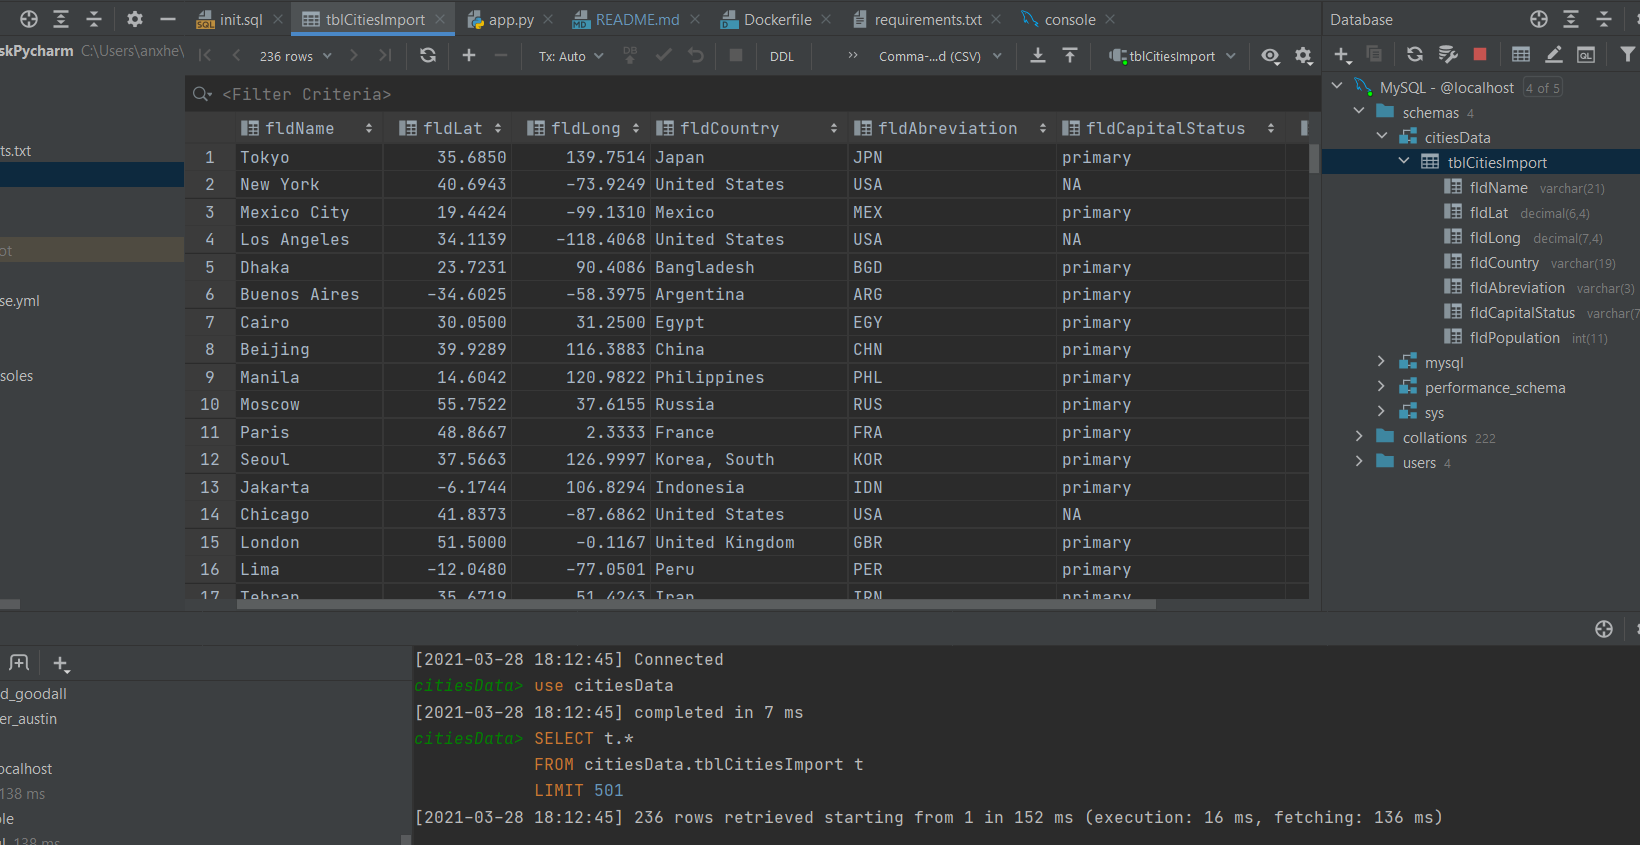 init.sql tblCitiesImport app.py README.md Dockerfile requirements.txt console Database
skPycharm C:\Users\anxhe\ 236 rows Tx: Auto DB DDL Comma-...d (CSV) tblCitiesImport QL
<Filter Criteria>
fldName fldLat fldLong fldCountry fldAbreviation fldCapitalStatus
1 Tokyo 35.6850 139.7514 Japan JPN primary
2 New York 40.6943 -73.9249 United States USA NA
3 Mexico City 19.4424 -99.1310 Mexico MEX primary
4 Los Angeles 34.1139 -118.4068 United States USA NA
5 Dhaka 23.7231 90.4086 Bangladesh BGD primary
6 Buenos Aires -34.6025 -58.3975 Argentina ARG primary
7 Cairo 30.0500 31.2500 Egypt EGY primary
8 Beijing 39.9289 116.3883 China CHN primary
9 Manila 14.6042 120.9822 Philippines PHL primary
10 Moscow 55.7522 37.6155 Russia RUS primary
11 Paris 48.8667 2.3333 France FRA primary
12 Seoul 37.5663 126.9997 Korea, South KOR primary
13 Jakarta -6.1744 106.8294 Indonesia IDN primary
14 Chicago 41.8373 -87.6862 United States USA NA
15 London 51.5000 -0.1167 United Kingdom GBR primary
16 Lima -12.0480 -77.0501 Peru PER primary
17 Tehran 35.6719 51.4243 Iran IRN primary
ts.txt
ot
se.yml
soles
MySQL - @localhost 4 of 5
schemas 4
citiesData
tblCitiesImport
fldName varchar(21)
fldLat decimal(6,4)
fldLong decimal(7,4)
fldCountry varchar(19)
fldAbreviation varchar(3)
fldCapitalStatus varchar(7
fldPopulation int(11)
mysql
performance_schema
sys
collations 222
users 4
d_goodall
er_austin
ocalhost
138 ms
ole
l 138 ms
[2021-03-28 18:12:45] Connected
citiesData> use citiesData
[2021-03-28 18:12:45] completed in 7 ms
citiesData> SELECT t.*
FROM citiesData.tblCitiesImport t
LIMIT 501
[2021-03-28 18:12:45] 236 rows retrieved starting from 1 in 152 ms (execution: 16 ms, fetching: 136 ms)